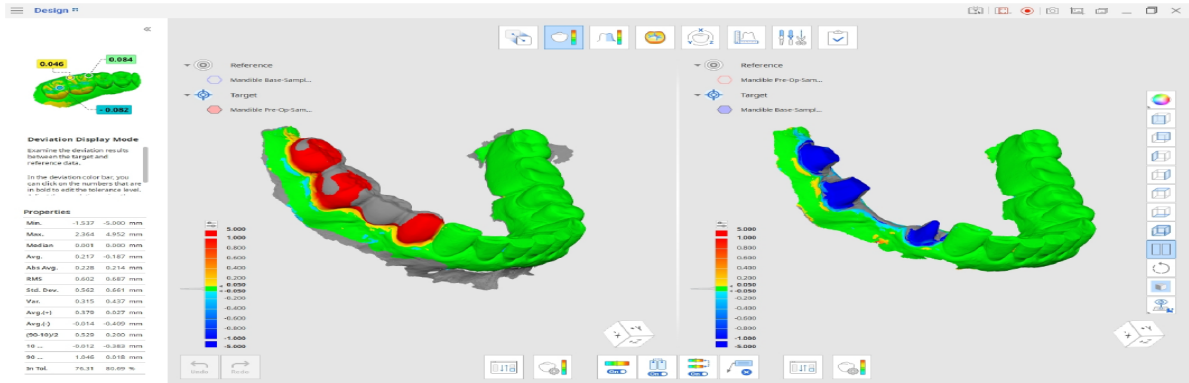 Design
0.046
0.084
- 0.082
Deviation Display Mode
Examine the deviation results
between the target and
reference data.
In the deviation color bar, you
can click on the numbers that are
in bold to edit the tolerance level.
Properties
Min. -1.537 -5.000 mm
Max. 2.364 4.952 mm
Median 0.001 0.000 mm
Avg. 0.217 -0.187 mm
Abs Avg. 0.228 0.214 mm
RMS 0.602 0.687 mm
Std. Dev. 0.562 0.661 mm
Var. 0.315 0.437 mm
Avg.(+) 0.379 0.027 mm
Avg.(-) -0.014 -0.409 mm
(90-10)/2 0.529 0.200 mm
10 ... -0.012 -0.383 mm
90 ... 1.046 0.018 mm
In Tol. 76.31 80.69 %
Reference
Mandible Base-Sampl...
Target
Mandible Pre-Op-Sam...
5.000
1.000
0.800
0.600
0.400
0.200
0.050
-0.050
-0.200
-0.400
-0.600
-0.800
-1.000
-5.000
Reference
Mandible Pre-Op-Sam...
Target
Mandible Base-Sampl...
5.000
1.000
0.800
0.600
0.400
0.200
0.050
-0.050
-0.200
-0.400
-0.600
-0.800
-1.000
-5.000
Undo
Redo
On
On
On